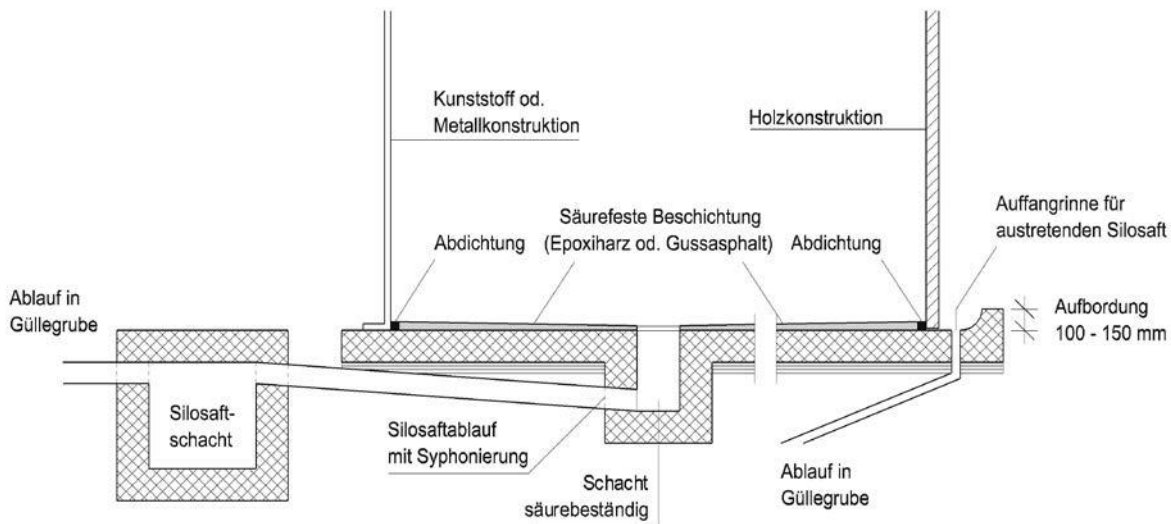 Kunststoff od.
Metallkonstruktion
Holzkonstruktion
Säurefeste Beschichtung
(Epoxiharz od. Gussasphalt)
Abdichtung
Abdichtung
Auffangrinne für
austretenden Silosaft
Ablauf in
Güllegrube
Aufbordung
100 - 150 mm
Silosaft-
schacht
Silosaftablauf
mit Syphonierung
Schacht
säurebeständig
Ablauf in
Güllegrube